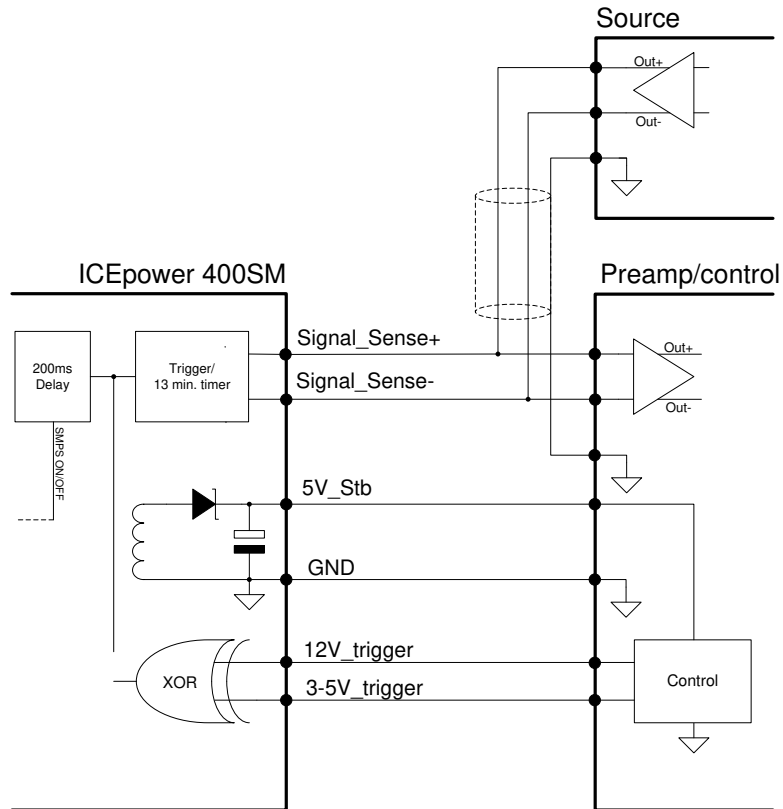 Source
Out+
Out-
ICEpower 400SM
Preamp/control
200ms
Delay
Trigger/
13 min. timer
Signal_Sense+
Signal_Sense-
Out+
Out-
SMPS ON/OFF
5V_Stb
GND
12V_trigger
3-5V_trigger
XOR
Control